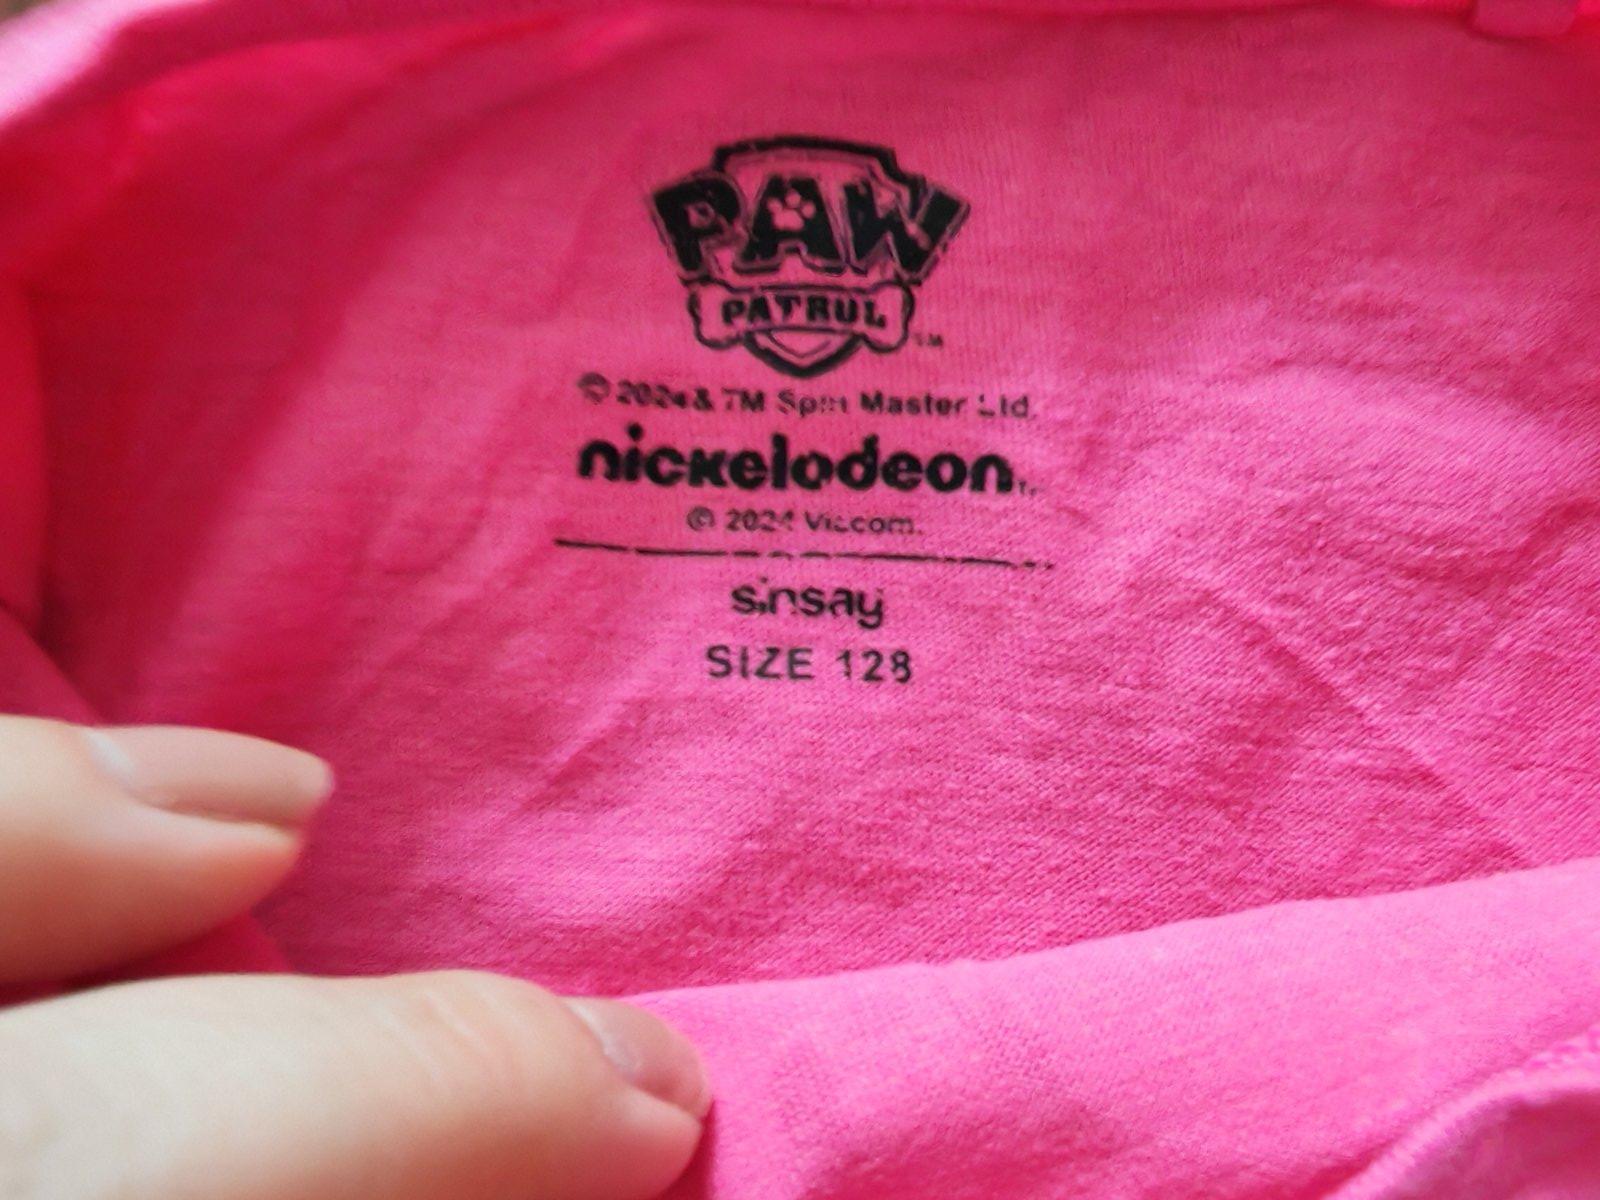 PAW
PATROL
TM
© 2024 & TM Spin Master Ltd.
nickelodeon
© 2024 Viacom.
sinsay
SIZE 128